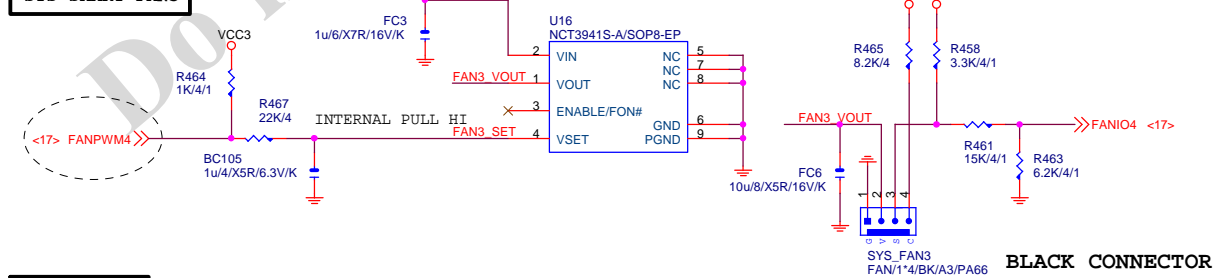 VCC3
R464
1K/4/1
<17> FANPWM4
R467
22K/4
BC105
1u/4/X5R/6.3V/K
INTERNAL PULL HI
FC3
1u/6/X7R/16V/K
FAN3_VOUT
FAN3_SET
U16
NCT3941S-A/SOP8-EP
2 VIN
1 VOUT
3 ENABLE/FON#
4 VSET
NC 5
NC 7
NC 8
GND 6
PGND 9
R465
8.2K/4
R458
3.3K/4/1
FAN3_VOUT
R461
15K/4/1
R463
6.2K/4/1
FANIO4 <17>
FC6
10u/8/X5R/16V/K
1 2 3 4
G V S C
SYS_FAN3
FAN/1*4/BK/A3/PA66
BLACK CONNECTOR
Do